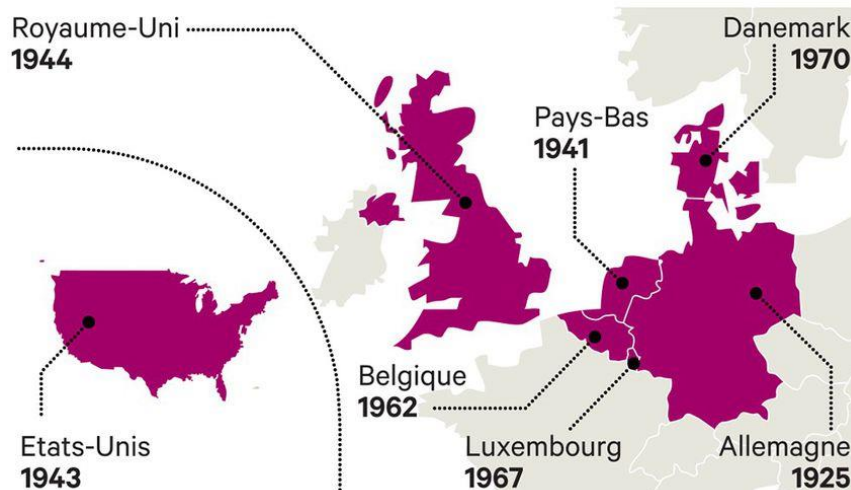 Royaume-Uni
1944
Danemark
1970
Pays-Bas
1941
Belgique
1962
Etats-Unis
1943
Luxembourg
1967
Allemagne
1925